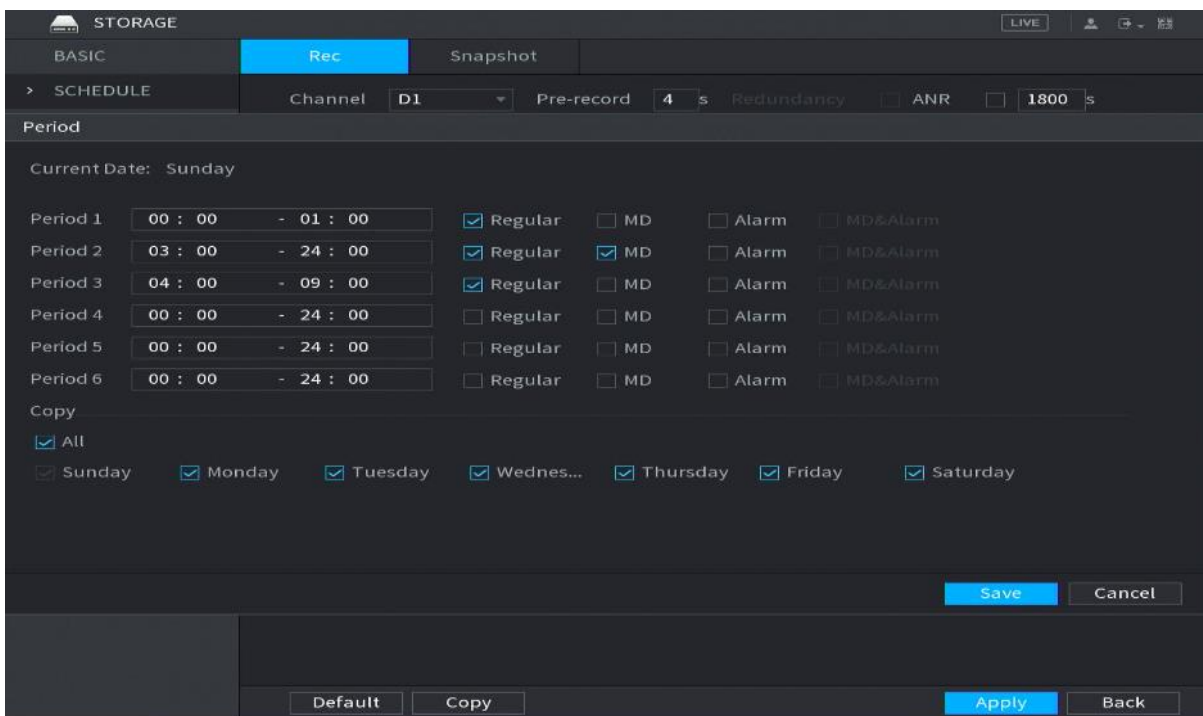 STORAGE LIVE
BASIC Rec Snapshot
> SCHEDULE Channel D1 Pre-record 4 s Redundancy ANR 1800 s
Period
Current Date: Sunday
Period 1 00 : 00 - 01 : 00 Regular MD Alarm MD&Alarm
Period 2 03 : 00 - 24 : 00 Regular MD Alarm MD&Alarm
Period 3 04 : 00 - 09 : 00 Regular MD Alarm MD&Alarm
Period 4 00 : 00 - 24 : 00 Regular MD Alarm MD&Alarm
Period 5 00 : 00 - 24 : 00 Regular MD Alarm MD&Alarm
Period 6 00 : 00 - 24 : 00 Regular MD Alarm MD&Alarm
Copy
All
Sunday Monday Tuesday Wednes... Thursday Friday Saturday
Save Cancel
Default Copy Apply Back